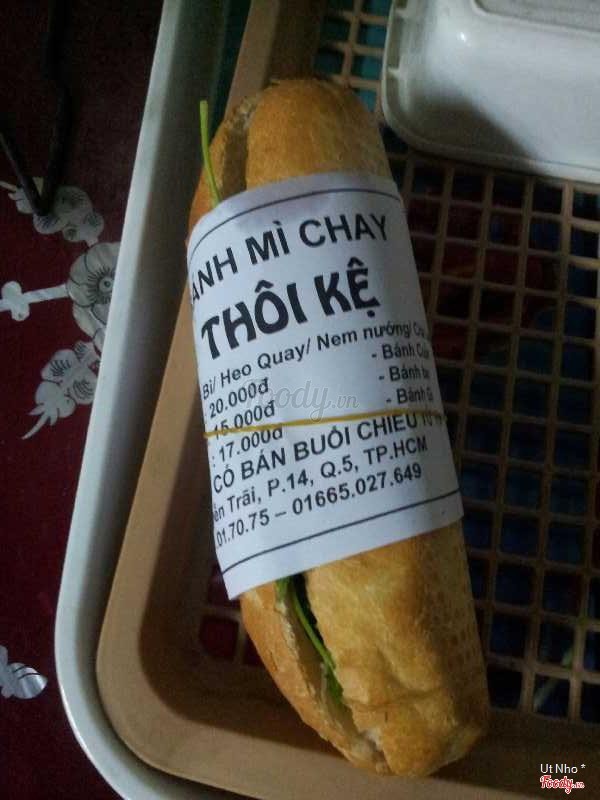 ÁNH MÌ CHAY
THÔI KỆ
Bì/ Heo Quay/ Nem nướng/
: 20.000đ - Bánh
: 15.000đ - Bánh
: 17.000đ - Bánh
CÓ BÁN BUỔI CHIỀU
Trãi, P.14, Q.5, TP.HCM
.01.70.75 – 01665.027.649
Foody.vn
Ut Nho *
Foody.vn